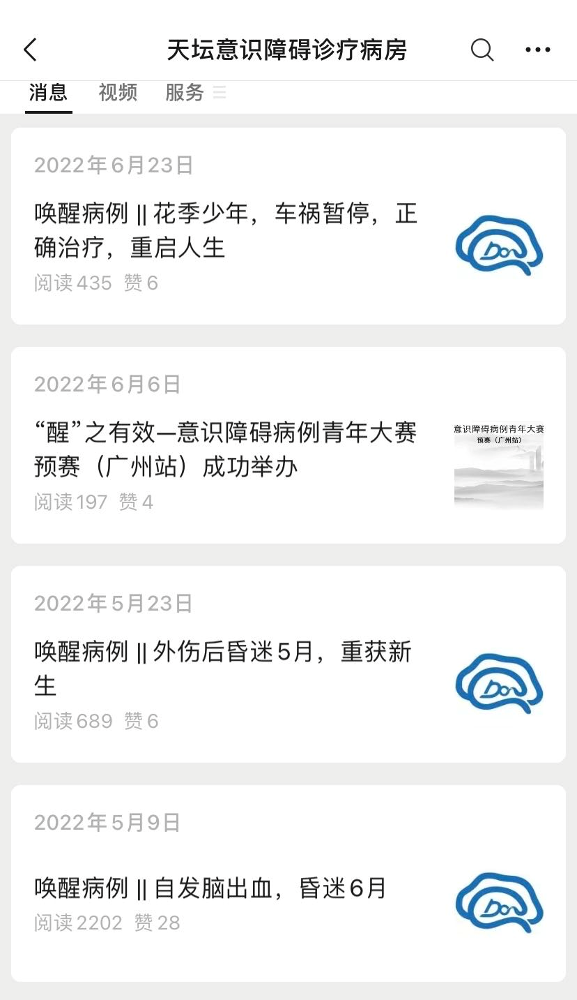 天坛意识障碍诊疗病房
消息 视频 服务
2022年6月23日
唤醒病例 || 花季少年，车祸暂停，正
确治疗，重启人生
阅读435 赞6
2022年6月6日
“醒”之有效—意识障碍病例青年大赛
预赛（广州站）成功举办
阅读197 赞4
意识障碍病例青年大赛
预赛（广州站）
2022年5月23日
唤醒病例 || 外伤后昏迷5月，重获新
生
阅读689 赞6
2022年5月9日
唤醒病例 || 自发脑出血，昏迷6月
阅读2202 赞28